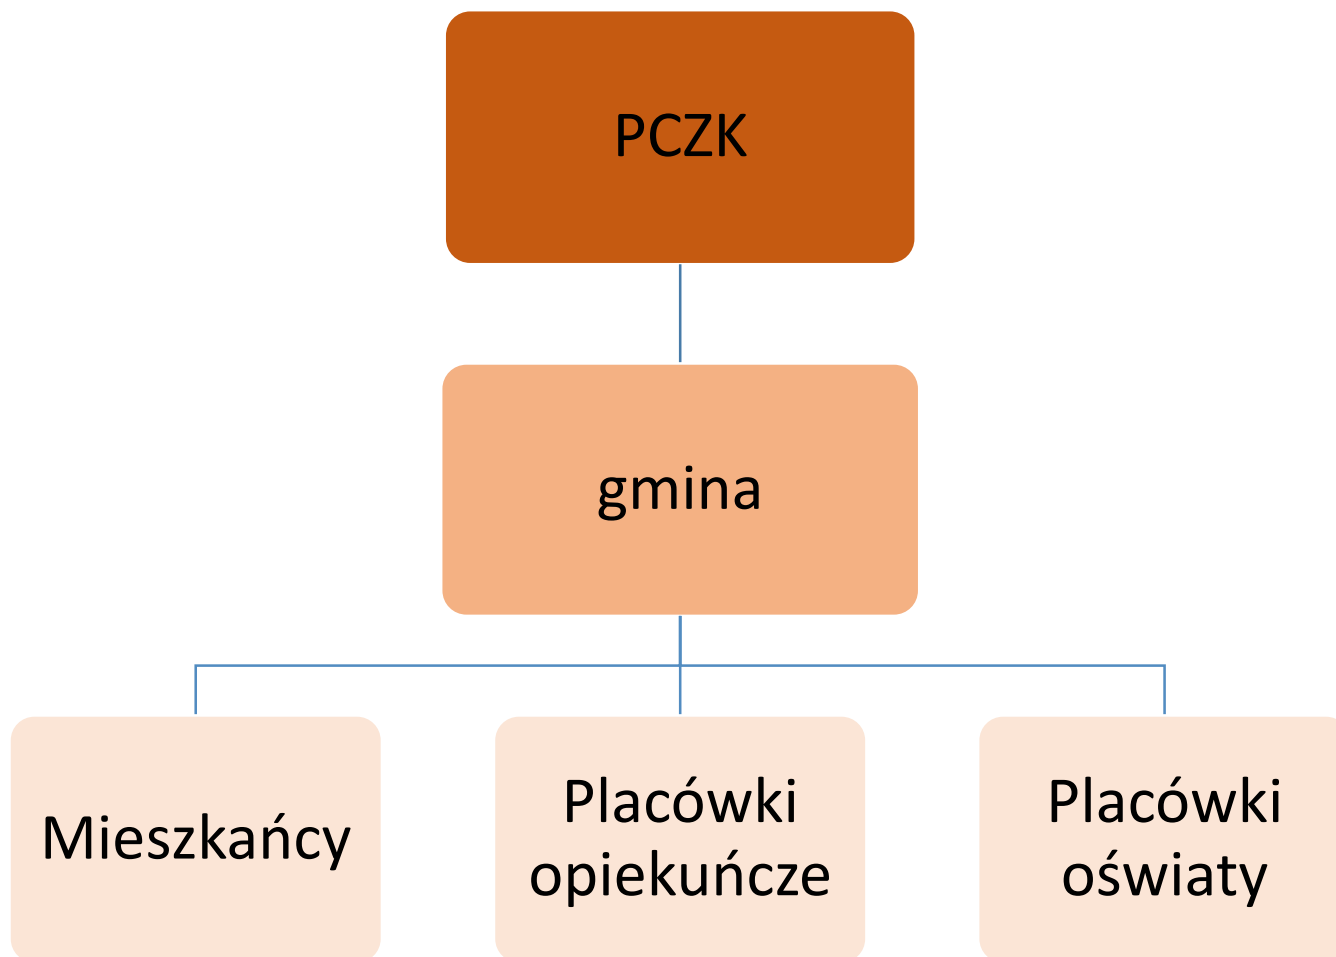 PCZK
gmina
Mieszkańcy
Placówki
opiekuńcze
Placówki
oświaty